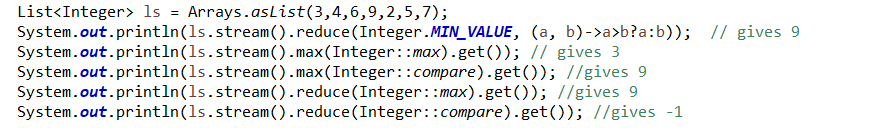 List<Integer> ls = Arrays.asList(3,4,6,9,2,5,7);
System.out.println(ls.stream().reduce(Integer.MIN_VALUE, (a, b)->a>b?a:b));  // gives 9
System.out.println(ls.stream().max(Integer::max).get()); // gives 3
System.out.println(ls.stream().max(Integer::compare).get()); //gives 9
System.out.println(ls.stream().reduce(Integer::max).get()); //gives 9
System.out.println(ls.stream().reduce(Integer::compare).get()); //gives -1